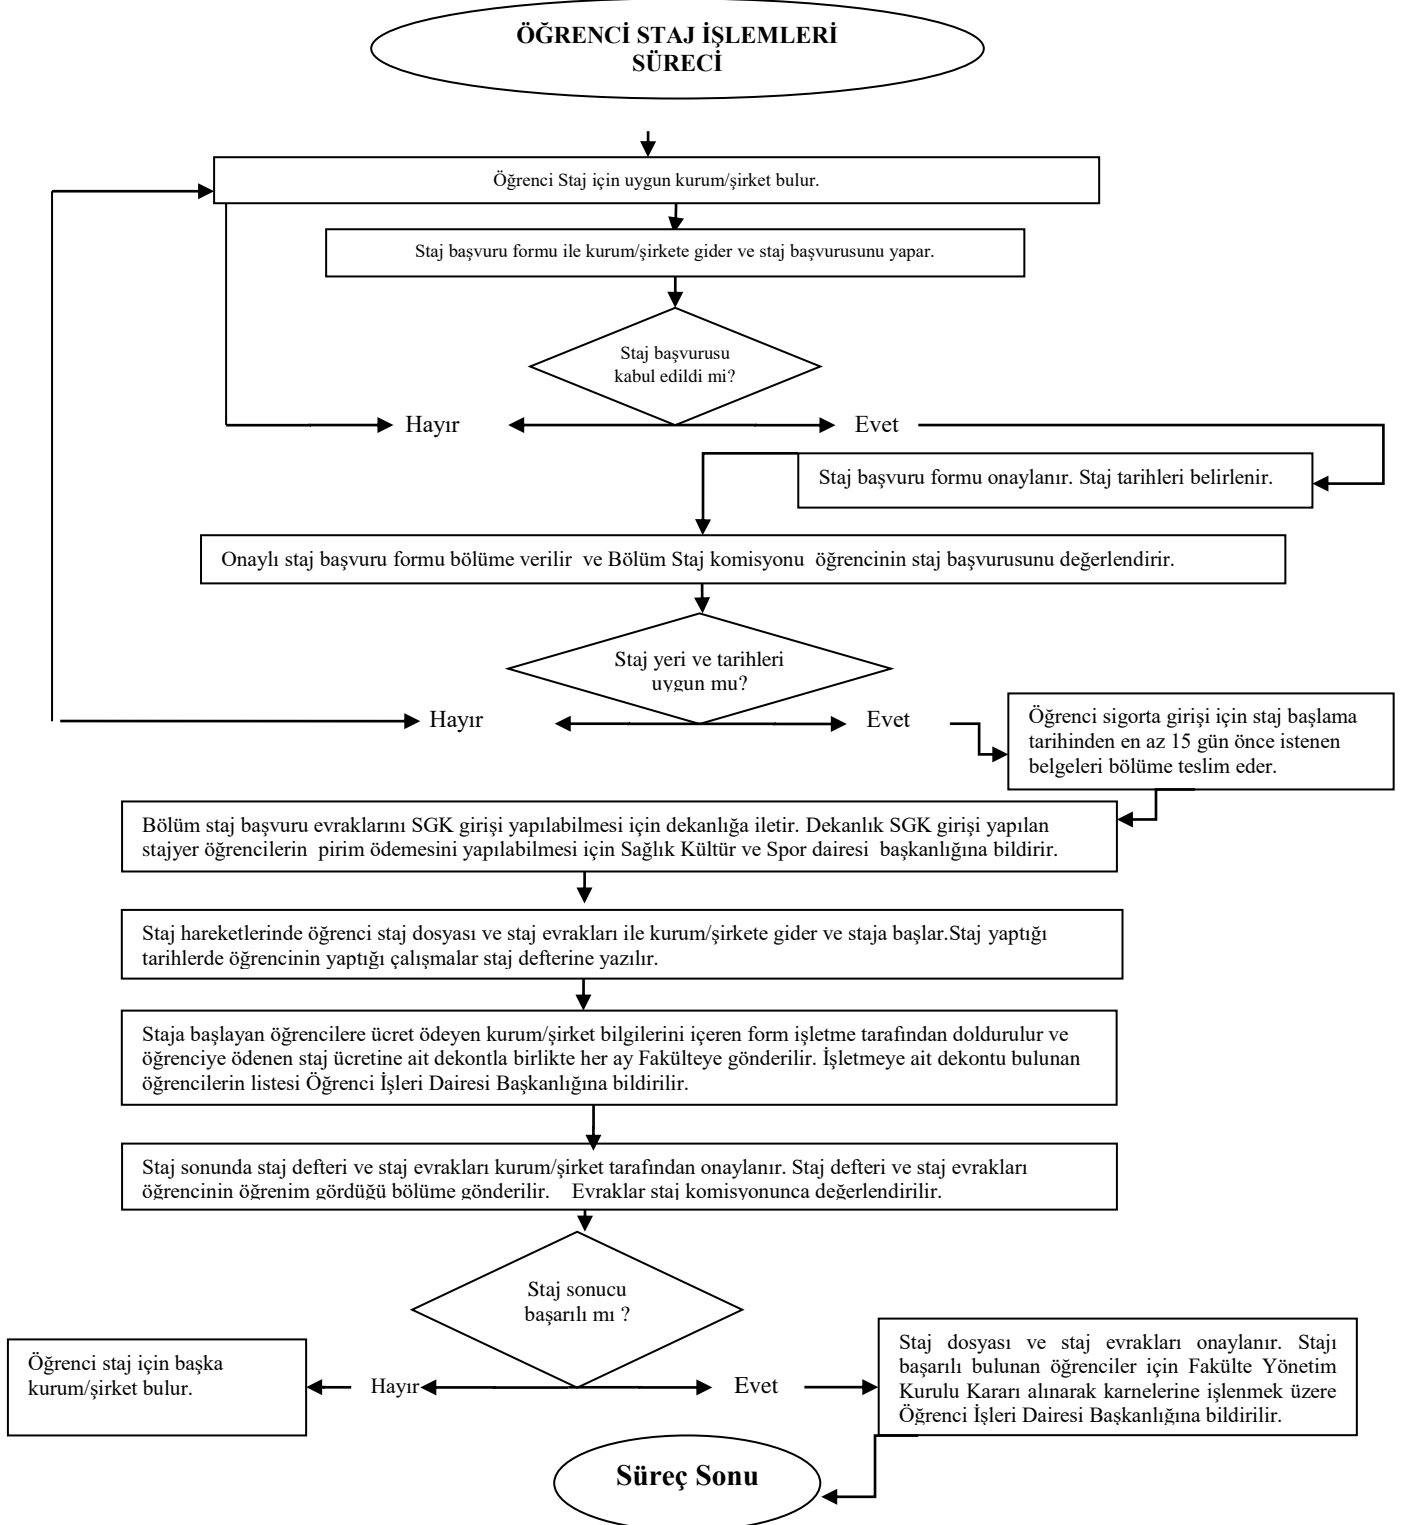 ÖĞRENCİ STAJ İŞLEMLERİ
SÜRECİ
Öğrenci Staj için uygun kurum/şirket bulur.
Staj başvuru formu ile kurum/şirkete gider ve staj başvurusunu yapar.
Staj başvurusu
kabul edildi mi?
Hayır
Evet
Staj başvuru formu onaylanır. Staj tarihleri belirlenir.
Onaylı staj başvuru formu bölüme verilir ve Bölüm Staj komisyonu öğrencinin staj başvurusunu değerlendirir.
Staj yeri ve tarihleri
uygun mu?
Hayır
Evet
Öğrenci sigorta girişi için staj başlama
tarihinden en az 15 gün önce istenen
belgeleri bölüme teslim eder.
Bölüm staj başvuru evraklarını SGK girişi yapılabilmesi için dekanlığa iletir. Dekanlık SGK girişi yapılan
stajyer öğrencilerin pirim ödemesini yapılabilmesi için Sağlık Kültür ve Spor dairesi başkanlığına bildirir.
Staj hareketlerinde öğrenci staj dosyası ve staj evrakları ile kurum/şirkete gider ve staja başlar.Staj yaptığı
tarihlerde öğrencinin yaptığı çalışmalar staj defterine yazılır.
Staja başlayan öğrencilere ücret ödeyen kurum/şirket bilgilerini içeren form işletme tarafından doldurulur ve
öğrenciye ödenen staj ücretine ait dekontla birlikte her ay Fakülteye gönderilir. İşletmeye ait dekontu bulunan
öğrencilerin listesi Öğrenci İşleri Dairesi Başkanlığına bildirilir.
Staj sonunda staj defteri ve staj evrakları kurum/şirket tarafından onaylanır. Staj defteri ve staj evrakları
öğrencinin öğrenim gördüğü bölüme gönderilir. Evraklar staj komisyonunca değerlendirilir.
Staj sonucu
başarılı mı ?
Öğrenci staj için başka
kurum/şirket bulur.
Hayır
Evet
Staj dosyası ve staj evrakları onaylanır. Stajı
başarılı bulunan öğrenciler için Fakülte Yönetim
Kurulu Kararı alınarak karnelerine işlenmek üzere
Öğrenci İşleri Dairesi Başkanlığına bildirilir.
Süreç Sonu